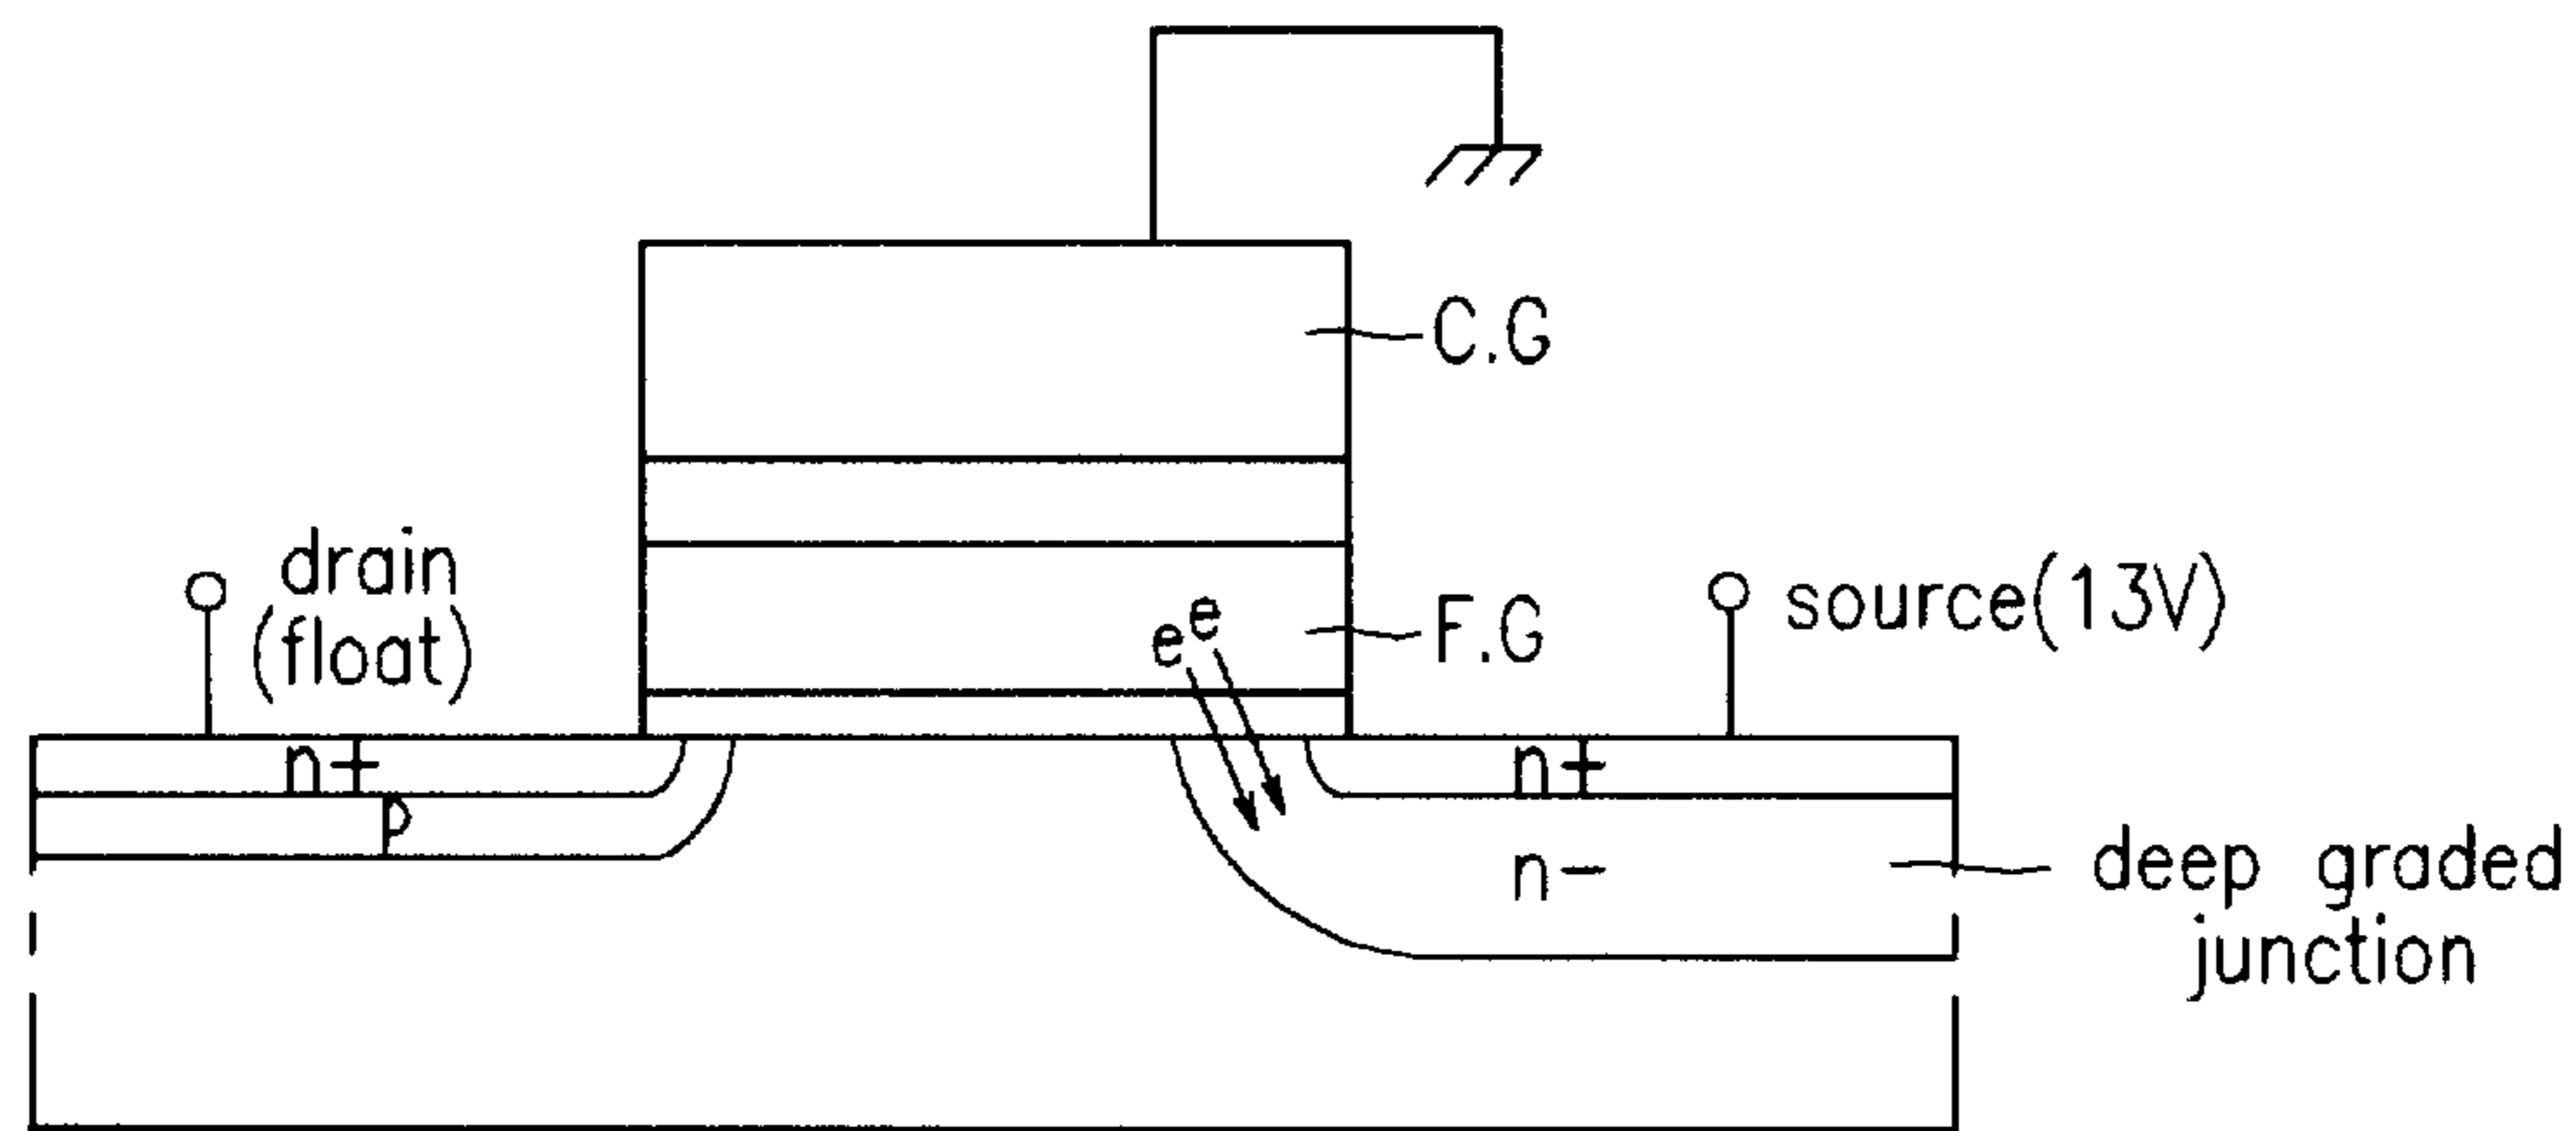 C.G
drain
(float)
e e
F.G
source(13V)
n+
n+
p
n-
deep graded
junction